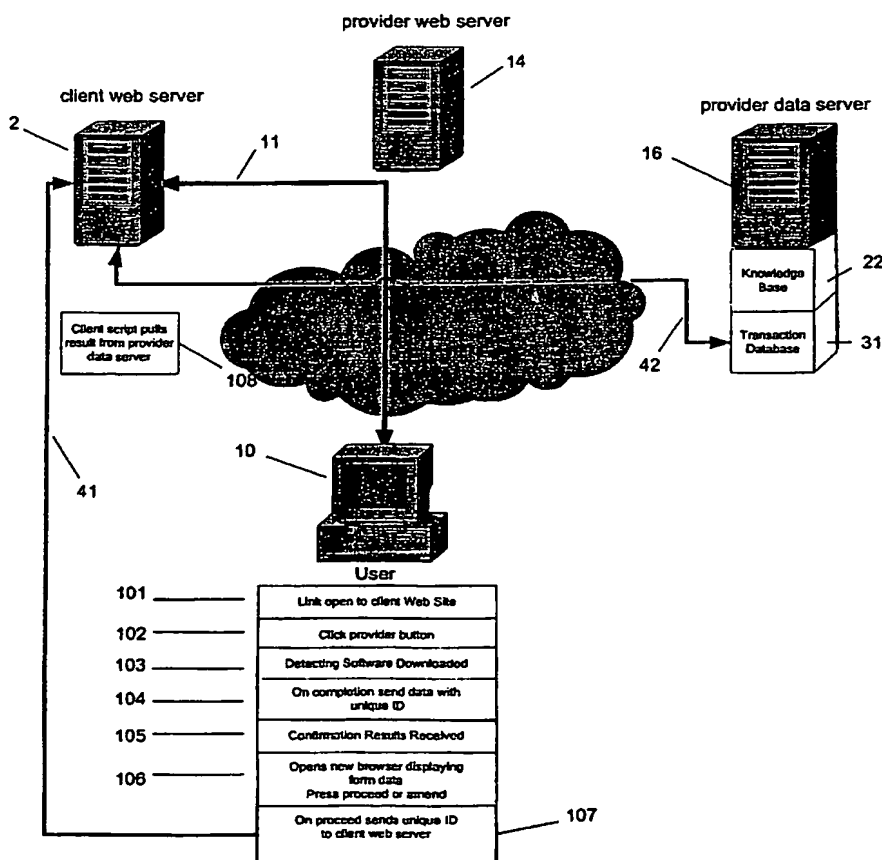 provider web server
14
client web server
provider data server
2
11
16
22
Knowledge
Base
Client script pulls
result from provider
data server
Transaction
Database
31
108
42
10
41
User
101
Link open to client Web Site
102
Click provider button
103
Detecting Software Downloaded
104
On completion send data with
unique ID
105
Confirmation Results Received
106
Opens new browser displaying
form data
Press proceed or amend
On proceed sends unique ID
to client web server
107